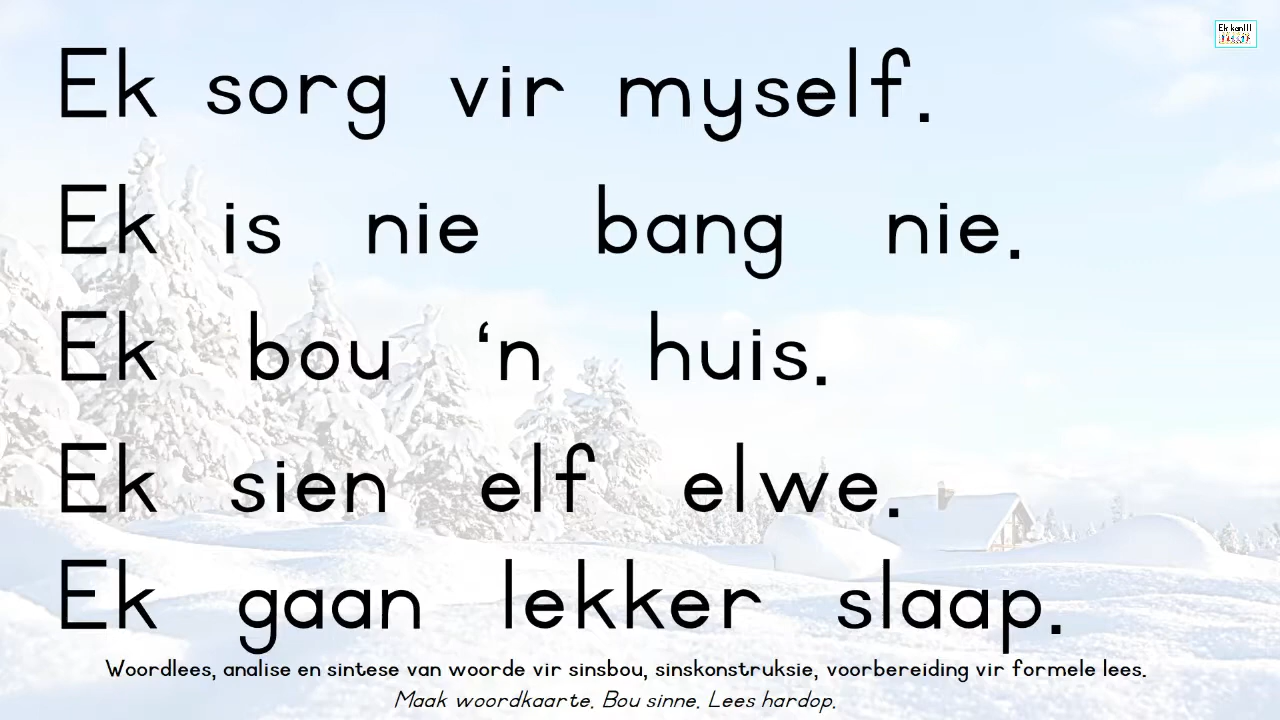 Ek kan!!!
Ek sorg vir myself.
Ek is nie bang nie.
Ek bou ‘n huis.
Ek sien elf elwe.
Ek gaan lekker slaap.
Woordlees, analise en sintese van woorde vir sinsbou, sinskonstruksie, voorbereiding vir formele lees.
Maak woordkaarte. Bou sinne. Lees hardop.